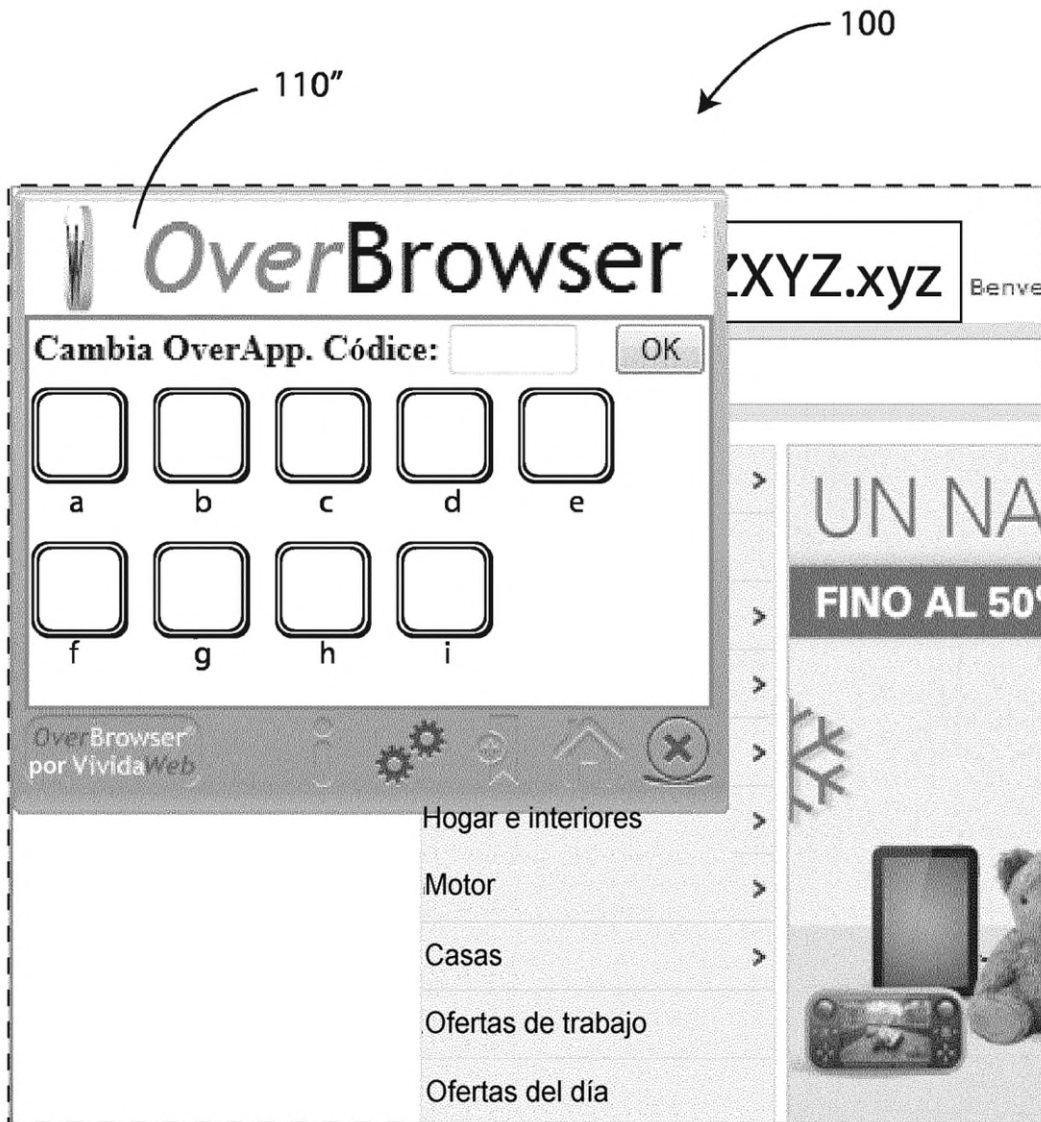 100
110”
OverBrowser
ZXYZ.xyz
Benve
Cambia OverApp. Códice:
OK
a b c d e
UN NA
FINO AL 50%
f g h i
OverBrowser
por VividaWeb
Hogar e interiores
Motor
Casas
Ofertas de trabajo
Ofertas del día